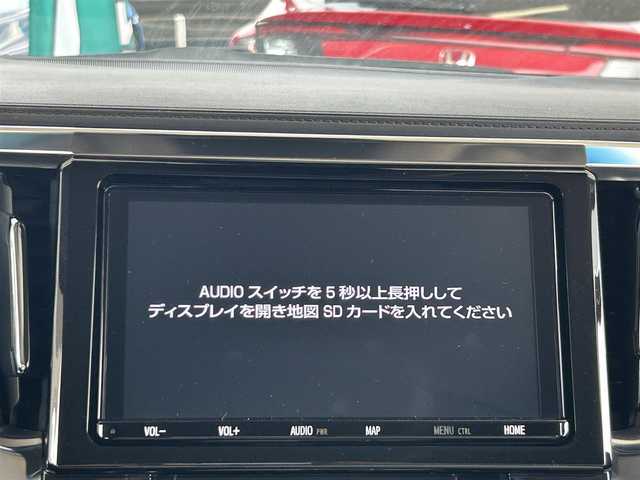 AUDIO スイッチを 5 秒以上長押しして
ディスプレイを開き地図 SD カードを入れてください
VOL− VOL+ AUDIO PWR MAP MENU CTRL HOME